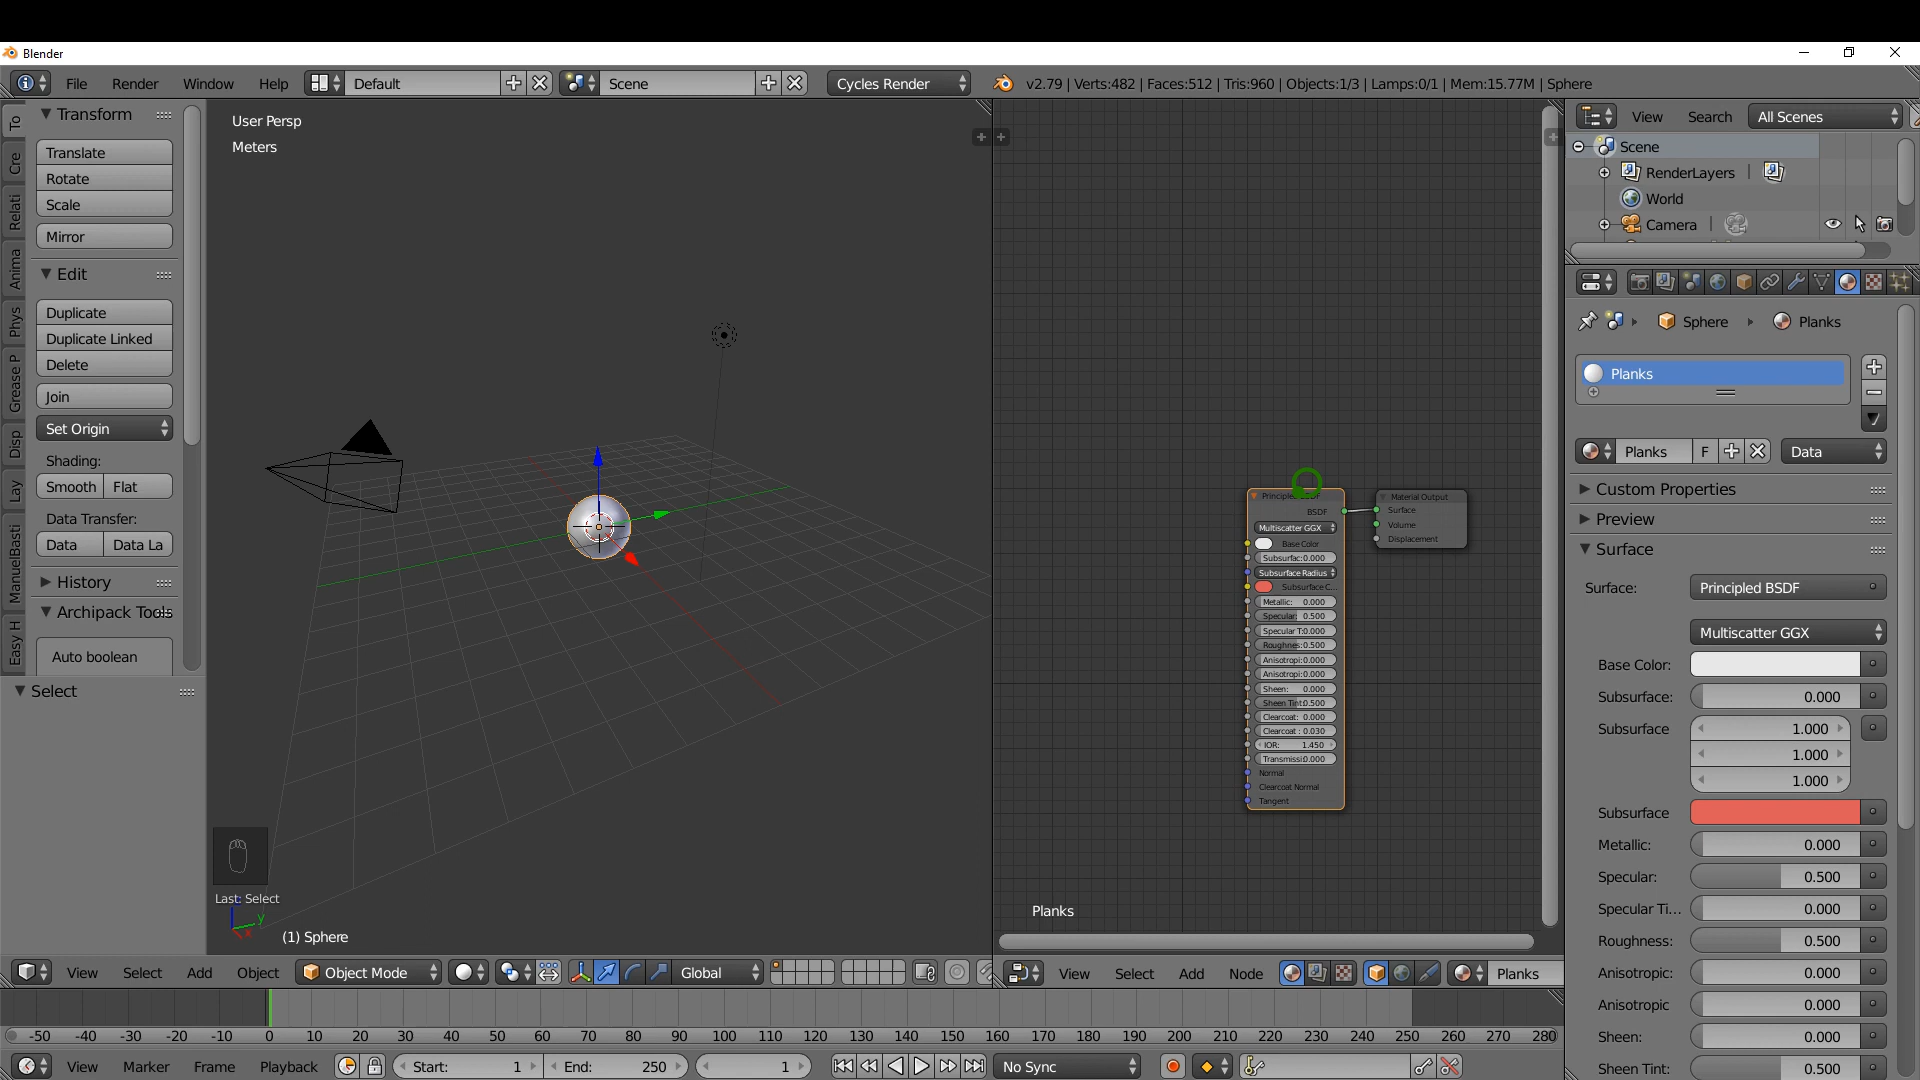 Blender
File Render Window Help Default Scene Cycles Render v2.79 | Verts:482 | Faces:512 | Tris:960 | Objects:1/3 | Lamps:0/1 | Mem:15.77M | Sphere
To
Cre
Relati
Anima
Phys
Grease P
Disp
Lay
ManuelBasti
Easy H
Transform
Translate
Rotate
Scale
Mirror
Edit
Duplicate
Duplicate Linked
Delete
Join
Set Origin
Shading:
Smooth Flat
Data Transfer:
Data Data La
History
Archipack Tools
Auto boolean
Select
User Persp
Meters
Last: Select
y
(1) Sphere
View Select Add Object Object Mode Global
BSDF
Multiscatter GGX
Base Color
Subsurfac:0.000
Subsurface Radius
Subsurface C...
Metallic: 0.000
Specular: 0.500
Specular T:0.000
Roughnes:0.500
Anisotropi:0.000
Anisotropi:0.000
Sheen: 0.000
Sheen Tint:0.500
Clearcoat: 0.000
Clearcoat : 0.030
IOR: 1.450
Transmissi:0.000
Normal
Clearcoat Normal
Tangent
Material Output
Surface
Volume
Displacement
Planks
View Select Add Node Planks
View Search All Scenes
Scene
RenderLayers
World
Camera
Sphere Planks
Planks
Planks F Data
Custom Properties
Preview
Surface
Surface: Principled BSDF
Multiscatter GGX
Base Color:
Subsurface: 0.000
Subsurface 1.000
1.000
1.000
Subsurface
Metallic: 0.000
Specular: 0.500
Specular Ti... 0.000
Roughness: 0.500
Anisotropic: 0.000
Anisotropic 0.000
Sheen: 0.000
Sheen Tint: 0.500
-50 -40 -30 -20 -10 0 10 20 30 40 50 60 70 80 90 100 110 120 130 140 150 160 170 180 190 200 210 220 230 240 250 260 270 280
View Marker Frame Playback Start: 1 End: 250 1 No Sync